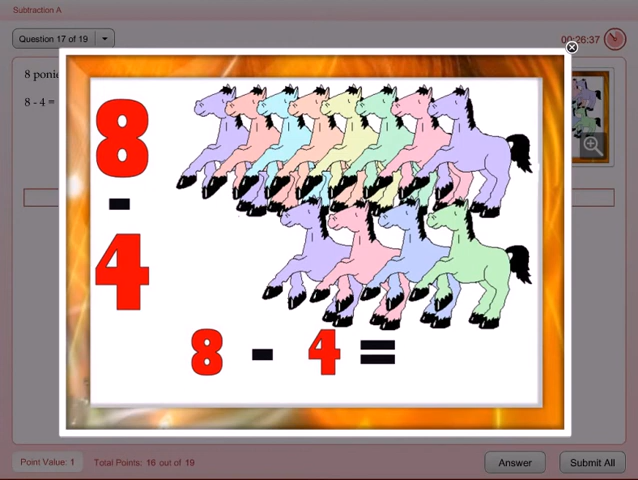 Subtraction A
Question 17 of 19
00:26:37
8 ponie
8 - 4 =
8
-
4
8 - 4 =
Point Value: 1
Total Points: 16 out of 19
Answer
Submit All